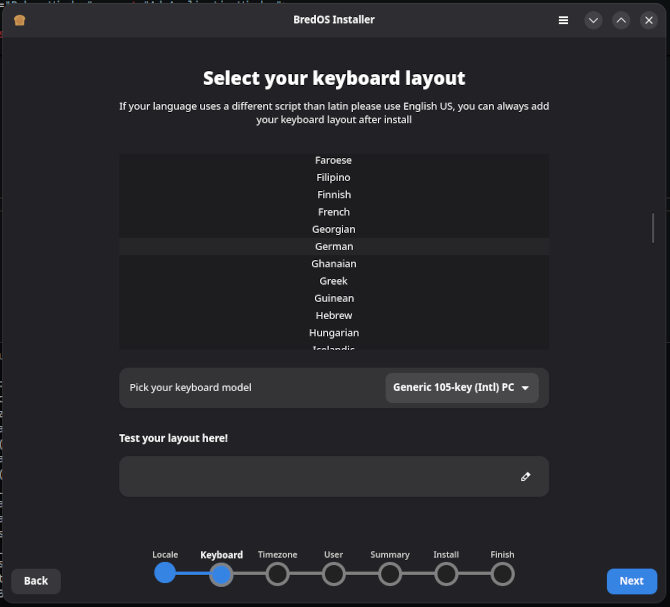 BredOS Installer
Select your keyboard layout
If your language uses a different script than latin please use English US, you can always add
your keyboard layout after install
Faroese
Filipino
Finnish
French
Georgian
German
Ghanaian
Greek
Guinean
Hebrew
Hungarian
Icelandic
Pick your keyboard model
Generic 105-key (Intl) PC
Test your layout here!
Locale Keyboard Timezone User Summary Install Finish
Back
Next